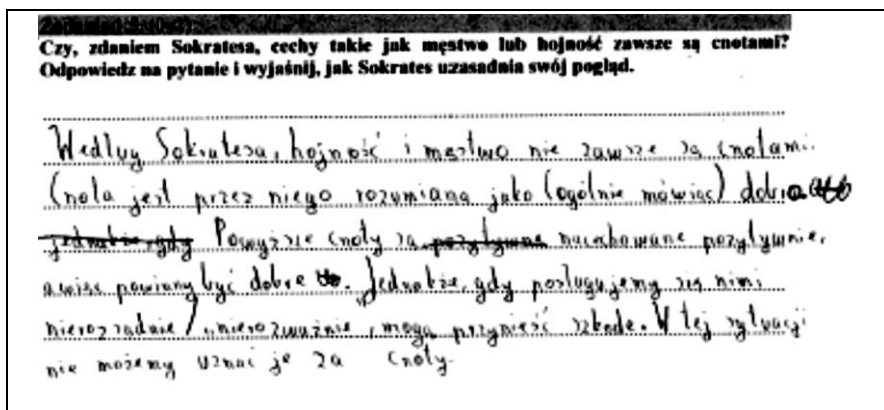 Czy, zdaniem Sokratesa, cechy takie jak męstwo lub hojność zawsze są cnotami?
Odpowiedz na pytanie i wyjaśnij, jak Sokrates uzasadnia swój pogląd.
Według Sokratesa, hojność i męstwo nie zawsze są cnotami.
Cnota jest przez niego rozumiana jako (ogólnie mówiąc) dobro
jednakże, gdy Powyższe cnoty są pozytywne nacechowane pozytywnie,
a więc powinny być dobre. Jednakże, gdy posługujemy się nimi
nierozsądnie / nierozważnie, mogą przynieść szkodę. W tej sytuacji
nie możemy uznać je za cnoty.